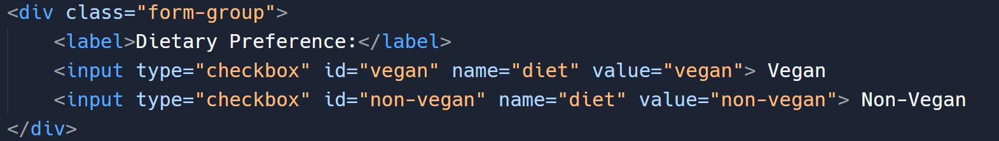 <div class="form-group">
    <label>Dietary Preference:</label>
    <input type="checkbox" id="vegan" name="diet" value="vegan"> Vegan
    <input type="checkbox" id="non-vegan" name="diet" value="non-vegan"> Non-Vegan
</div>